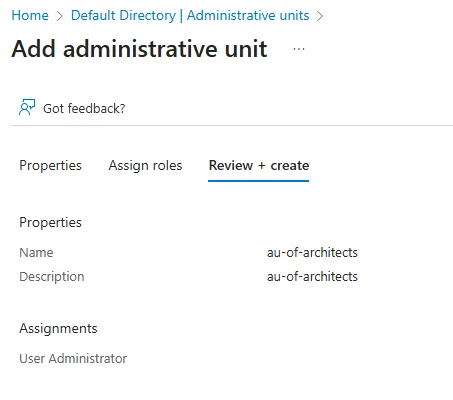 Home > Default Directory | Administrative units >
Add administrative unit ...
Got feedback?
Properties Assign roles Review + create
Properties
Name au-of-architects
Description au-of-architects
Assignments
User Administrator